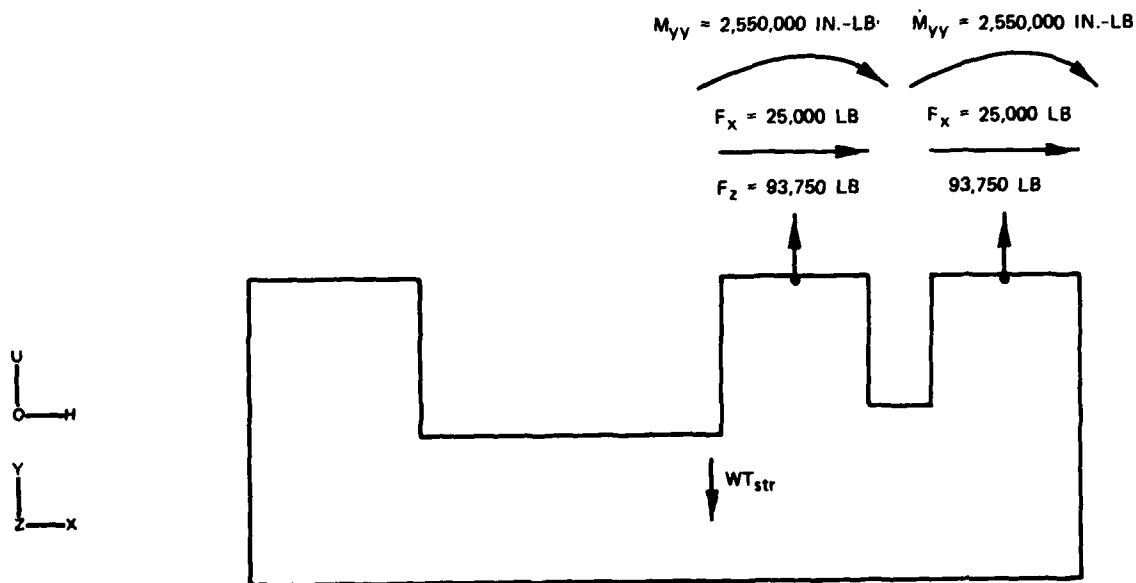 M_yy = 2,550,000 IN.-LB· Ṁ_yy = 2,550,000 IN.-LB
F_x = 25,000 LB F_x = 25,000 LB
F_z = 93,750 LB 93,750 LB
U
O H
Y
Z X
WT_str